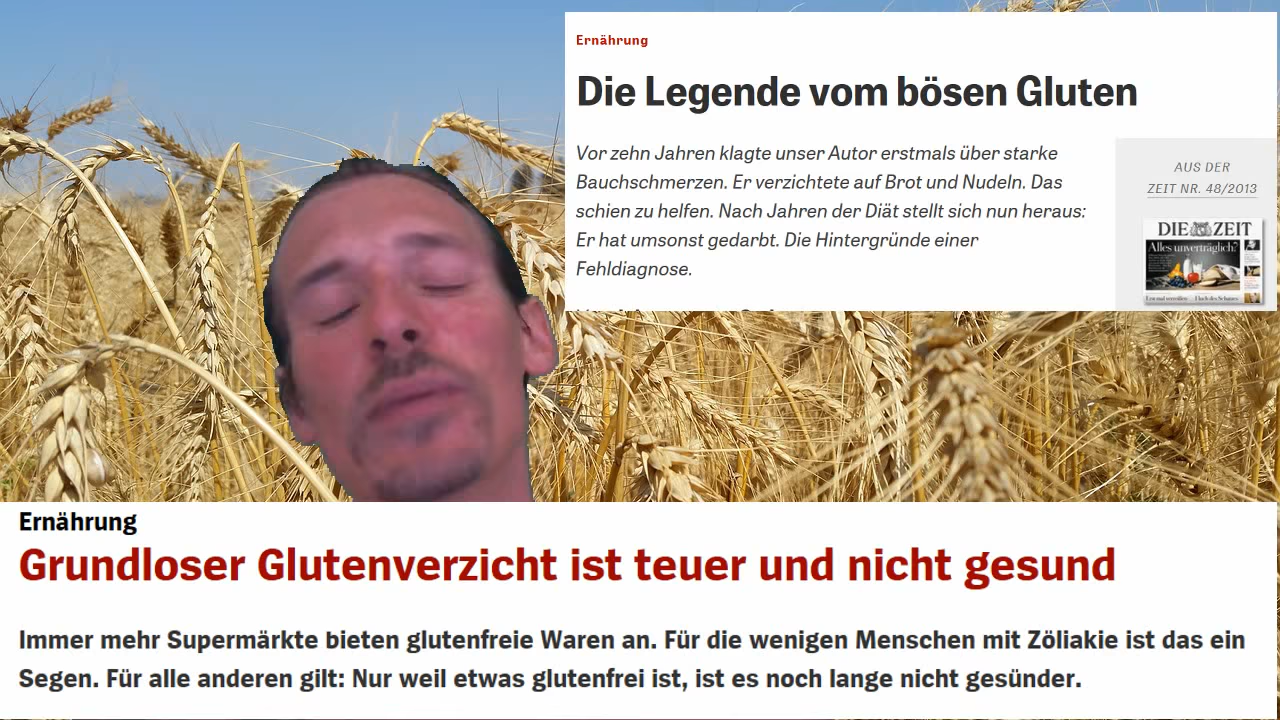 Ernährung
Die Legende vom bösen Gluten
Vor zehn Jahren klagte unser Autor erstmals über starke
Bauchschmerzen. Er verzichtete auf Brot und Nudeln. Das
schien zu helfen. Nach Jahren der Diät stellt sich nun heraus:
Er hat umsonst gedarbt. Die Hintergründe einer
Fehldiagnose.
AUS DER
ZEIT NR. 48/2013
DIE ZEIT
Alles unverträglich?
Ernährung
Grundloser Glutenverzicht ist teuer und nicht gesund
Immer mehr Supermärkte bieten glutenfreie Waren an. Für die wenigen Menschen mit Zöliakie ist das ein
Segen. Für alle anderen gilt: Nur weil etwas glutenfrei ist, ist es noch lange nicht gesünder.